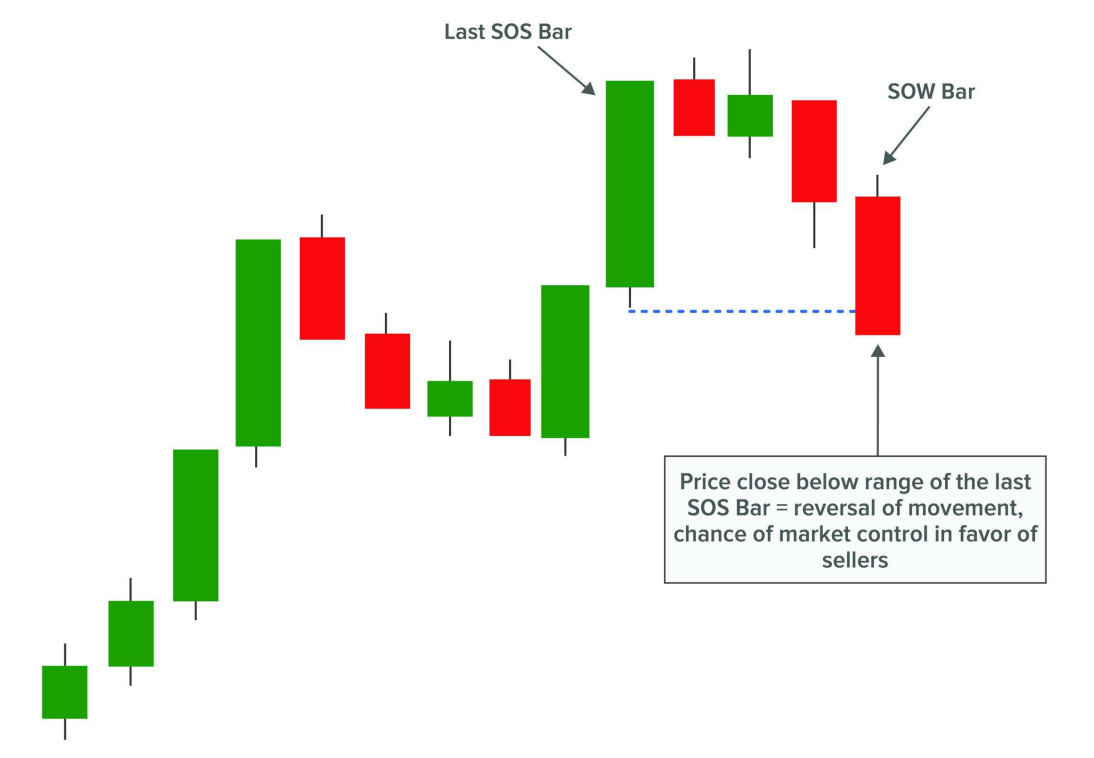 Last SOS Bar
SOW Bar
Price close below range of the last
SOS Bar = reversal of movement,
chance of market control in favor of
sellers